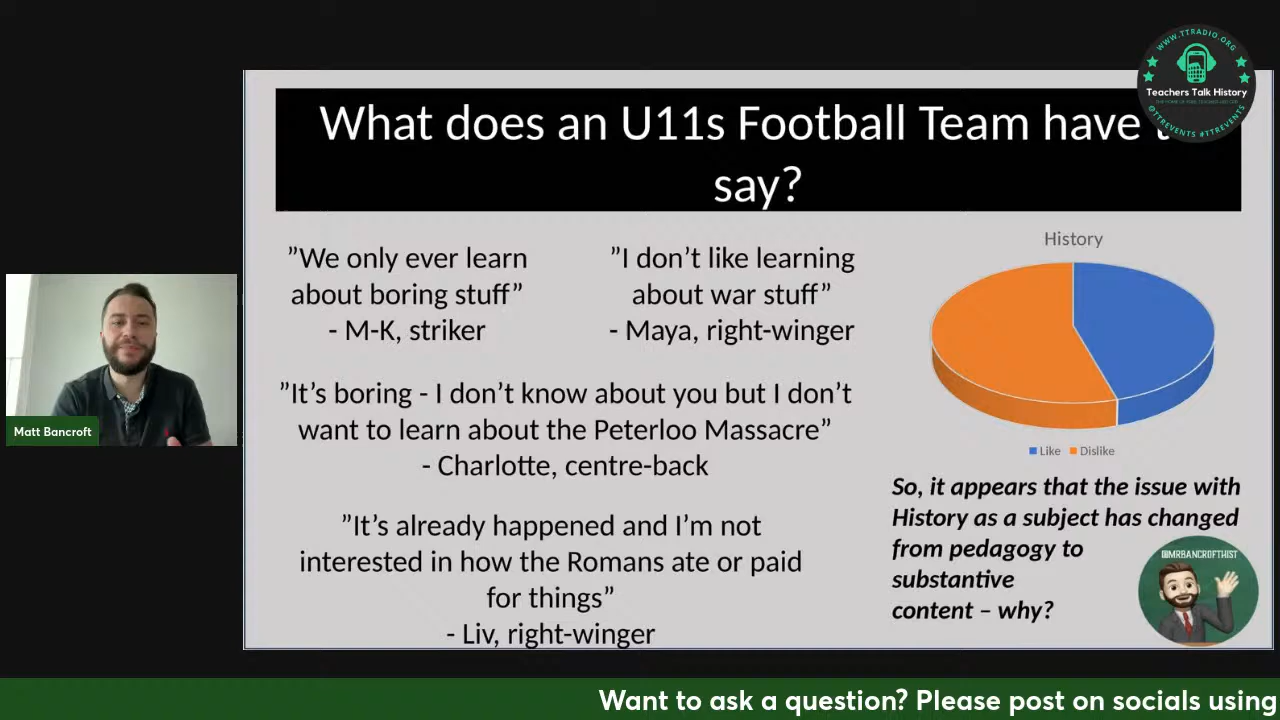 WWW.TTRADIO.ORG
Teachers Talk History
@TTREVENTS #TTREVENTS
What does an U11s Football Team have
say?
”We only ever learn
about boring stuff”
- M-K, striker
”I don’t like learning
about war stuff”
- Maya, right-winger
”It’s boring - I don’t know about you but I don’t
want to learn about the Peterloo Massacre”
- Charlotte, centre-back
”It’s already happened and I’m not
interested in how the Romans ate or paid
for things”
- Liv, right-winger
History
Like Dislike
So, it appears that the issue with
History as a subject has changed
from pedagogy to
substantive
content – why?
@MRBANCROFTHIST
Matt Bancroft
Want to ask a question? Please post on socials using